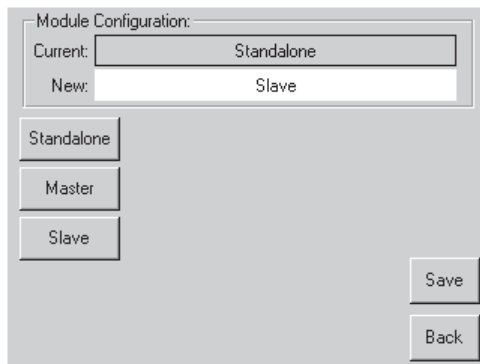 Module Configuration:
Current: Standalone
New: Slave
Standalone
Master
Slave
Save
Back